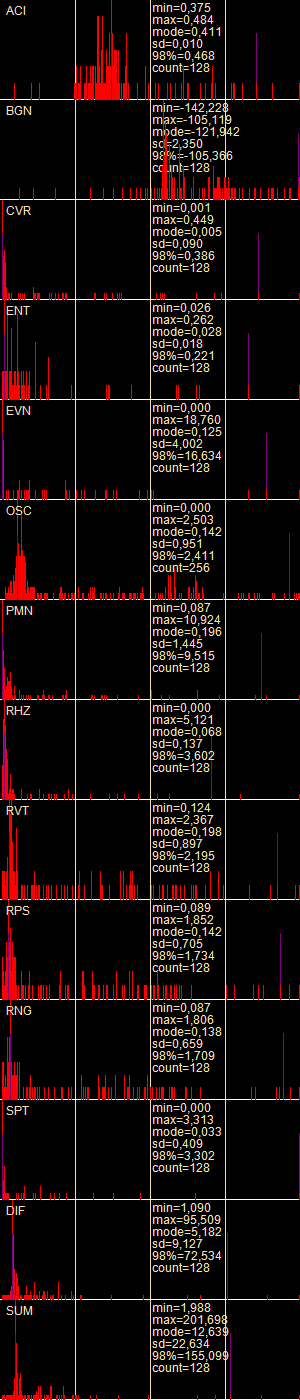 ACI
min=0,375
max=0,484
mode=0,411
sd=0,010
98%=0,468
count=128
BGN
min=-142,228
max=-105,119
mode=-121,942
sd=2,350
98%=-105,366
count=128
CVR
min=0,001
max=0,449
mode=0,005
sd=0,090
98%=0,386
count=128
ENT
min=0,026
max=0,262
mode=0,028
sd=0,018
98%=0,221
count=128
EVN
min=0,000
max=18,760
mode=0,125
sd=4,002
98%=16,634
count=128
OSC
min=0,000
max=2,503
mode=0,142
sd=0,951
98%=2,411
count=256
PMN
min=0,087
max=10,924
mode=0,196
sd=1,445
98%=9,515
count=128
RHZ
min=0,000
max=5,121
mode=0,068
sd=0,137
98%=3,602
count=128
RVT
min=0,124
max=2,367
mode=0,198
sd=0,897
98%=2,195
count=128
RPS
min=0,089
max=1,852
mode=0,142
sd=0,705
98%=1,734
count=128
RNG
min=0,087
max=1,806
mode=0,138
sd=0,659
98%=1,709
count=128
SPT
min=0,000
max=3,313
mode=0,033
sd=0,409
98%=3,302
count=128
DIF
min=1,090
max=95,509
mode=5,182
sd=9,127
98%=72,534
count=128
SUM
min=1,988
max=201,698
mode=12,639
sd=22,634
98%=155,099
count=128